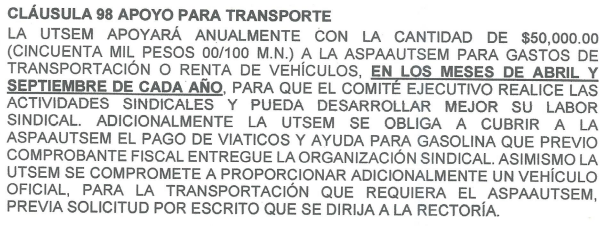 CLÁUSULA 98 APOYO PARA TRANSPORTE
LA UTSEM APOYARÁ ANUALMENTE CON LA CANTIDAD DE $50,000.00
(CINCUENTA MIL PESOS 00/100 M.N.) A LA ASPAAUTSEM PARA GASTOS DE
TRANSPORTACIÓN O RENTA DE VEHÍCULOS, EN LOS MESES DE ABRIL Y
SEPTIEMBRE DE CADA AÑO, PARA QUE EL COMITÉ EJECUTIVO REALICE LAS
ACTIVIDADES SINDICALES Y PUEDA DESARROLLAR MEJOR SU LABOR
SINDICAL. ADICIONALMENTE LA UTSEM SE OBLIGA A CUBRIR A LA
ASPAAUTSEM EL PAGO DE VIATICOS Y AYUDA PARA GASOLINA QUE PREVIO
COMPROBANTE FISCAL ENTREGUE LA ORGANIZACIÓN SINDICAL. ASIMISMO LA
UTSEM SE COMPROMETE A PROPORCIONAR ADICIONALMENTE UN VEHÍCULO
OFICIAL, PARA LA TRANSPORTACIÓN QUE REQUIERA EL ASPAAUTSEM,
PREVIA SOLICITUD POR ESCRITO QUE SE DIRIJA A LA RECTORÍA.